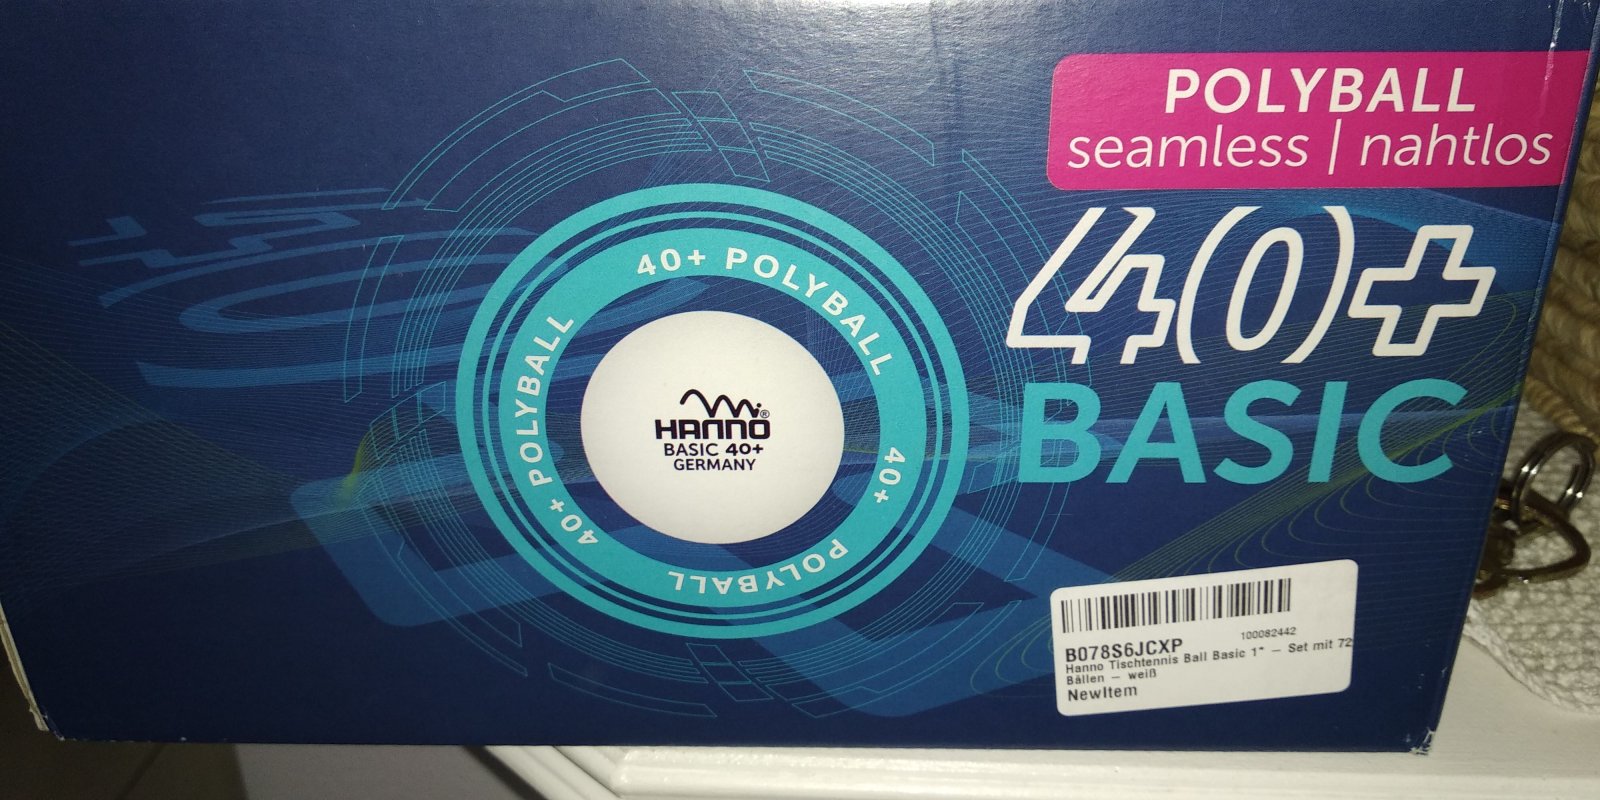 POLYBALL
seamless | nahtlos
40+
BASIC
40+ POLYBALL
40+ POLYBALL
40+ POLYBALL
HANNO®
BASIC 40+
GERMANY
100082442
B078S6JCXP
Hanno Tischtennis Ball Basic 1* – Set mit 72
Bällen – weiß
NewItem